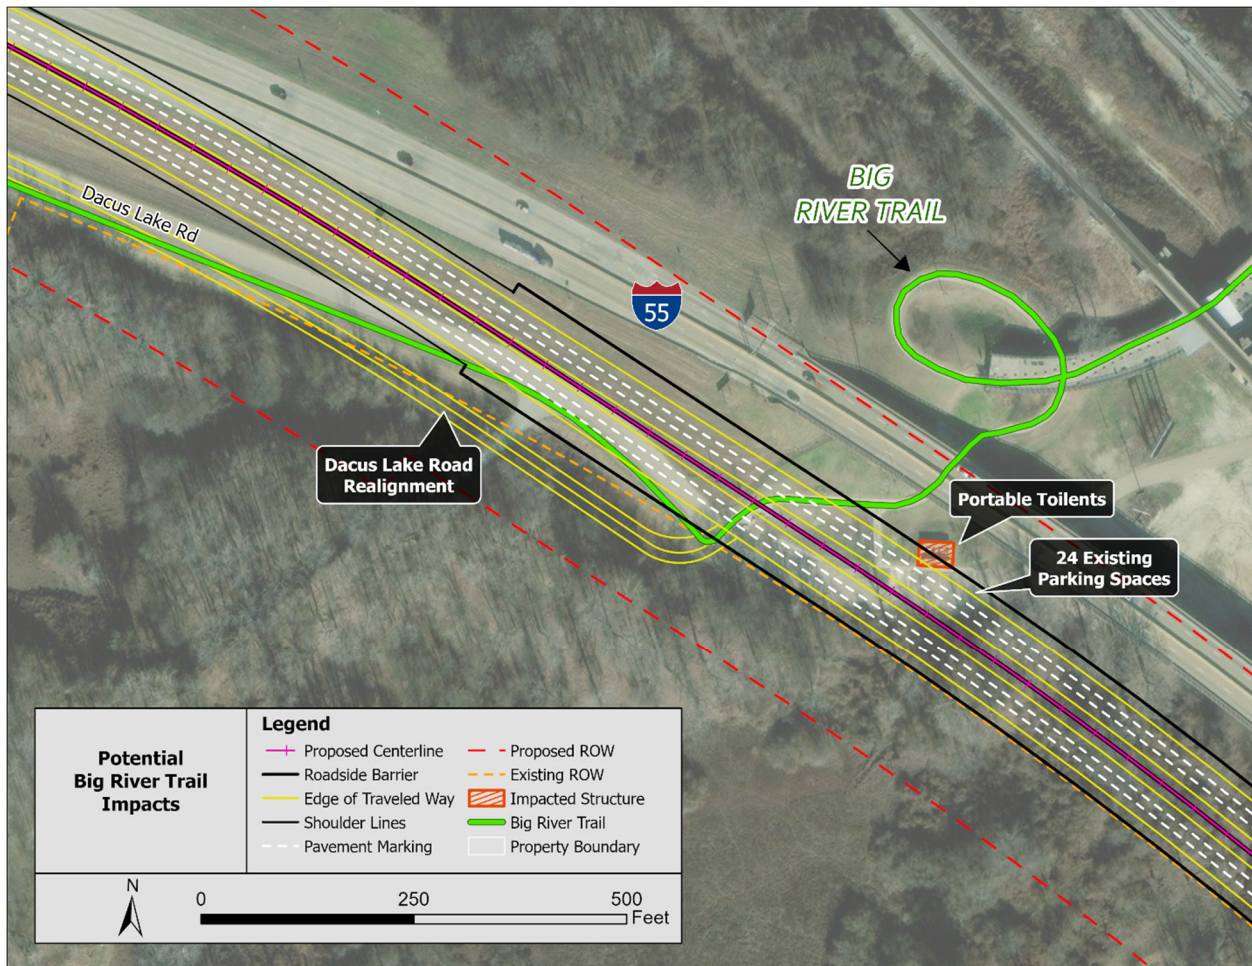 BIG
RIVER TRAIL
Dacus Lake Rd
55
Dacus Lake Road
Realignment
Portable Toilents
24 Existing
Parking Spaces
Potential
Big River Trail
Impacts
Legend
Proposed Centerline
Roadside Barrier
Edge of Traveled Way
Shoulder Lines
Pavement Marking
Proposed ROW
Existing ROW
Impacted Structure
Big River Trail
Property Boundary
N
0 250 500
Feet